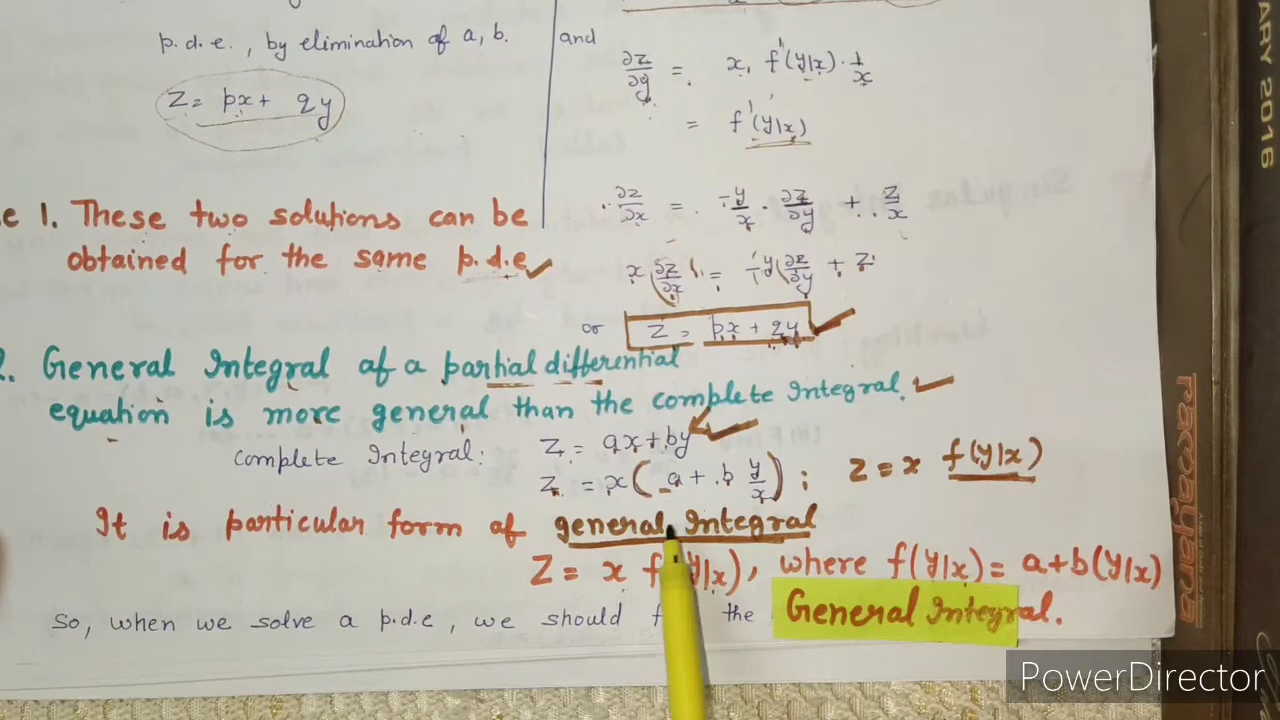 p.d.e., by elimination of a, b.
Z = px + qy
and
∂z/∂y = x. f'(y/x). 1/x
= f'(y/x)
∂z/∂x = -y/x . ∂z/∂y + z/x
x ∂z/∂x = -y ∂z/∂y + z
or Z = px + qy
1. These two solutions can be
obtained for the same p.d.e
General Integral of a partial differential
equation is more general than the complete Integral.
Complete Integral: Z = ax + by
Z = x(a + b y/x); Z = x f(y/x)
It is particular form of general Integral
Z = x f(y/x), where f(y/x) = a+b(y/x)
So, when we solve a p.d.e, we should the General Integral.
PowerDirector
ARY 2016